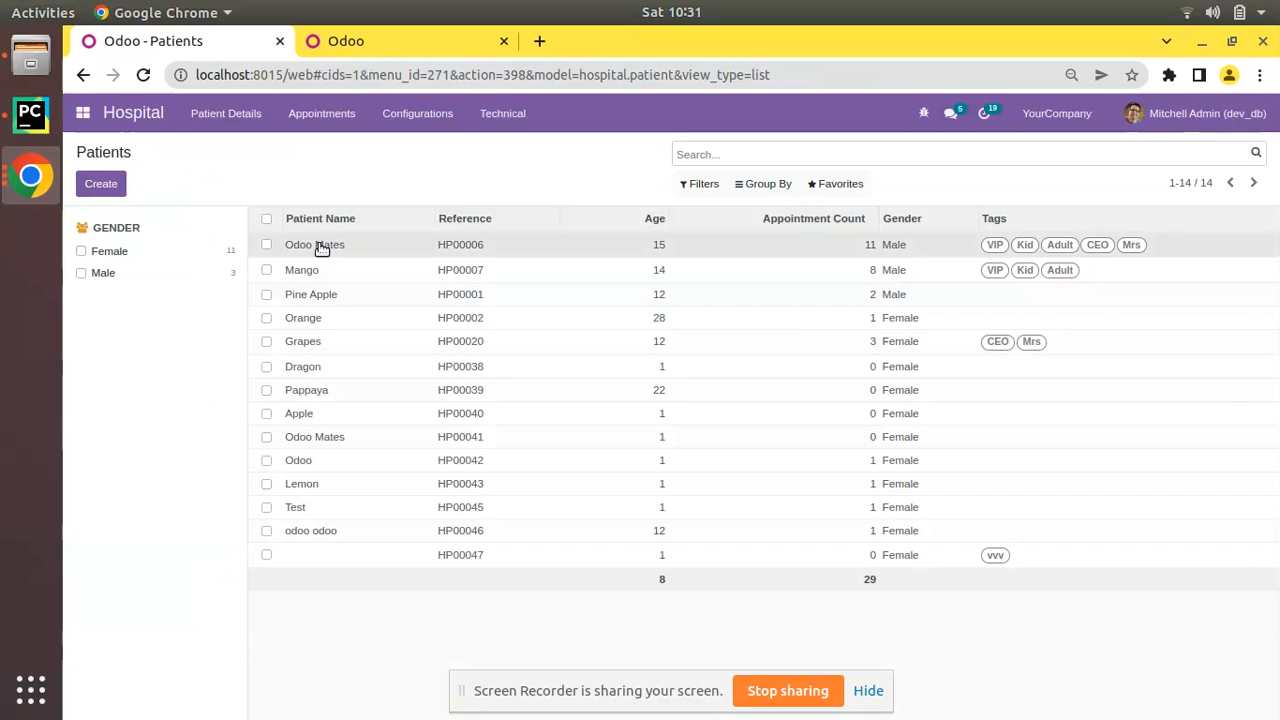 Activities Google Chrome Sat 10:31
Odoo - Patients Odoo
localhost:8015/web#cids=1&menu_id=271&action=398&model=hospital.patient&view_type=list
Hospital Patient Details Appointments Configurations Technical 5 19 YourCompany Mitchell Admin (dev_db)
Patients Search...
Create Filters Group By Favorites 1-14 / 14
GENDER
Female 11
Male 3
Patient Name Reference Age Appointment Count Gender Tags
Odoo Mates HP00006 15 11 Male VIP Kid Adult CEO Mrs
Mango HP00007 14 8 Male VIP Kid Adult
Pine Apple HP00001 12 2 Male
Orange HP00002 28 1 Female
Grapes HP00020 12 3 Female CEO Mrs
Dragon HP00038 1 0 Female
Pappaya HP00039 22 0 Female
Apple HP00040 1 0 Female
Odoo Mates HP00041 1 0 Female
Odoo HP00042 1 1 Female
Lemon HP00043 1 1 Female
Test HP00045 1 1 Female
odoo odoo HP00046 12 1 Female
HP00047 1 0 Female vvv
8 29
Screen Recorder is sharing your screen. Stop sharing Hide
PC